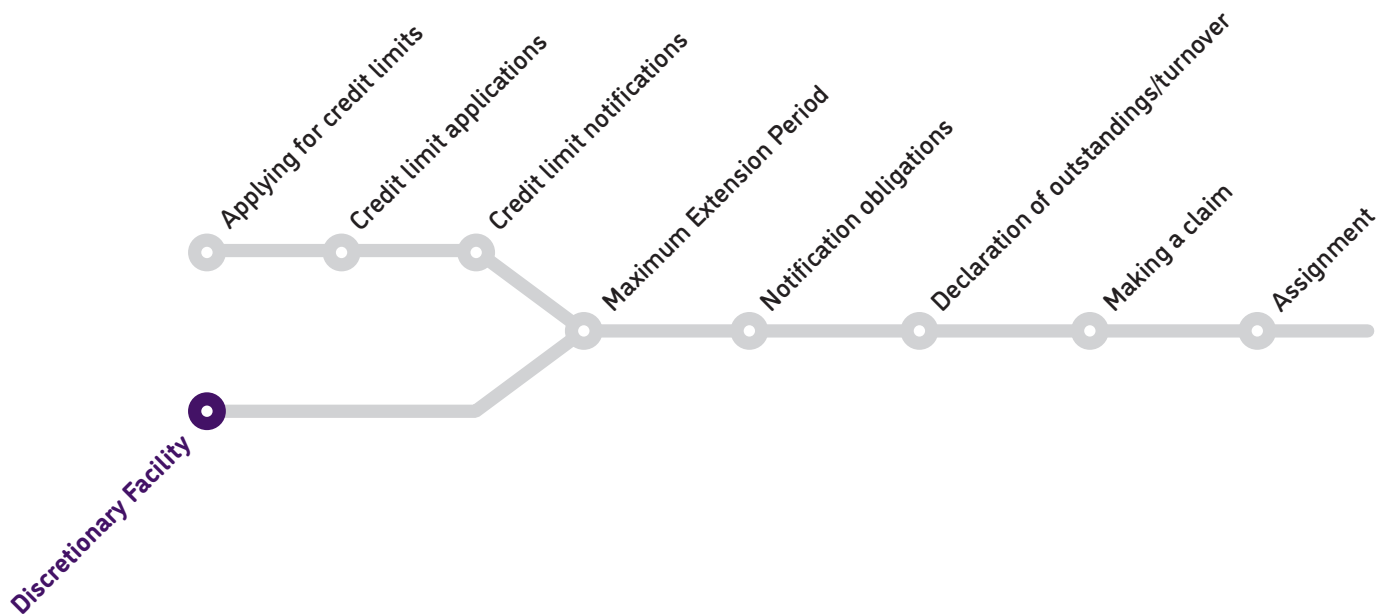 Applying for credit limits
Credit limit applications
Credit limit notifications
Maximum Extension Period
Notification obligations
Declaration of outstandings/turnover
Making a claim
Assignment
Discretionary Facility